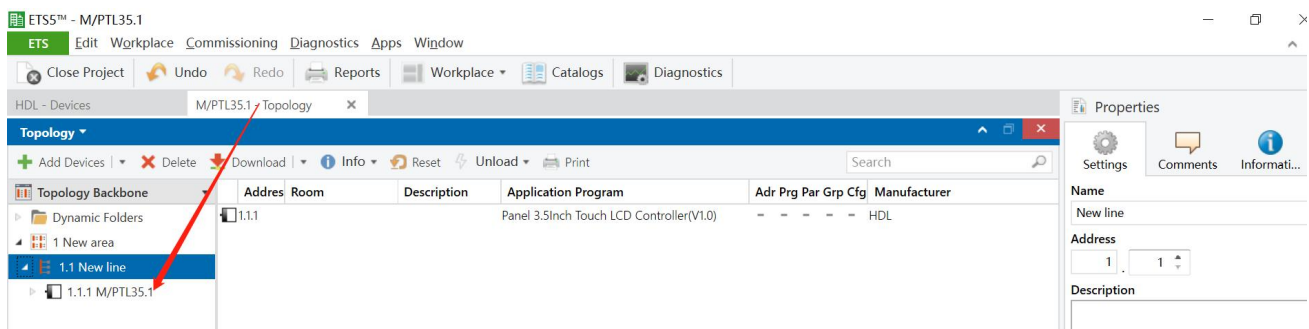 ETS5™ - M/PTL35.1
ETS Edit Workplace Commissioning Diagnostics Apps Window
Close Project Undo Redo Reports Workplace Catalogs Diagnostics
HDL - Devices M/PTL35.1 - Topology
Properties
Topology
Add Devices Delete Download Info Reset Unload Print Search
Settings Comments Informati...
Topology Backbone Addres Room Description Application Program Adr Prg Par Grp Cfg Manufacturer
Name
Dynamic Folders 1.1.1 Panel 3.5Inch Touch LCD Controller(V1.0) - - - - - HDL
New line
1 New area
Address
1.1 New line
1 . 1
1.1.1 M/PTL35.1
Description